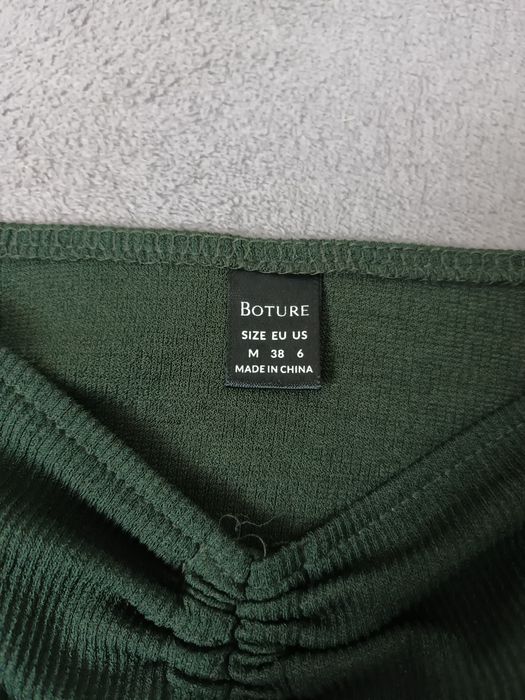 BOTURE
SIZE EU US
M 38 6
MADE IN CHINA